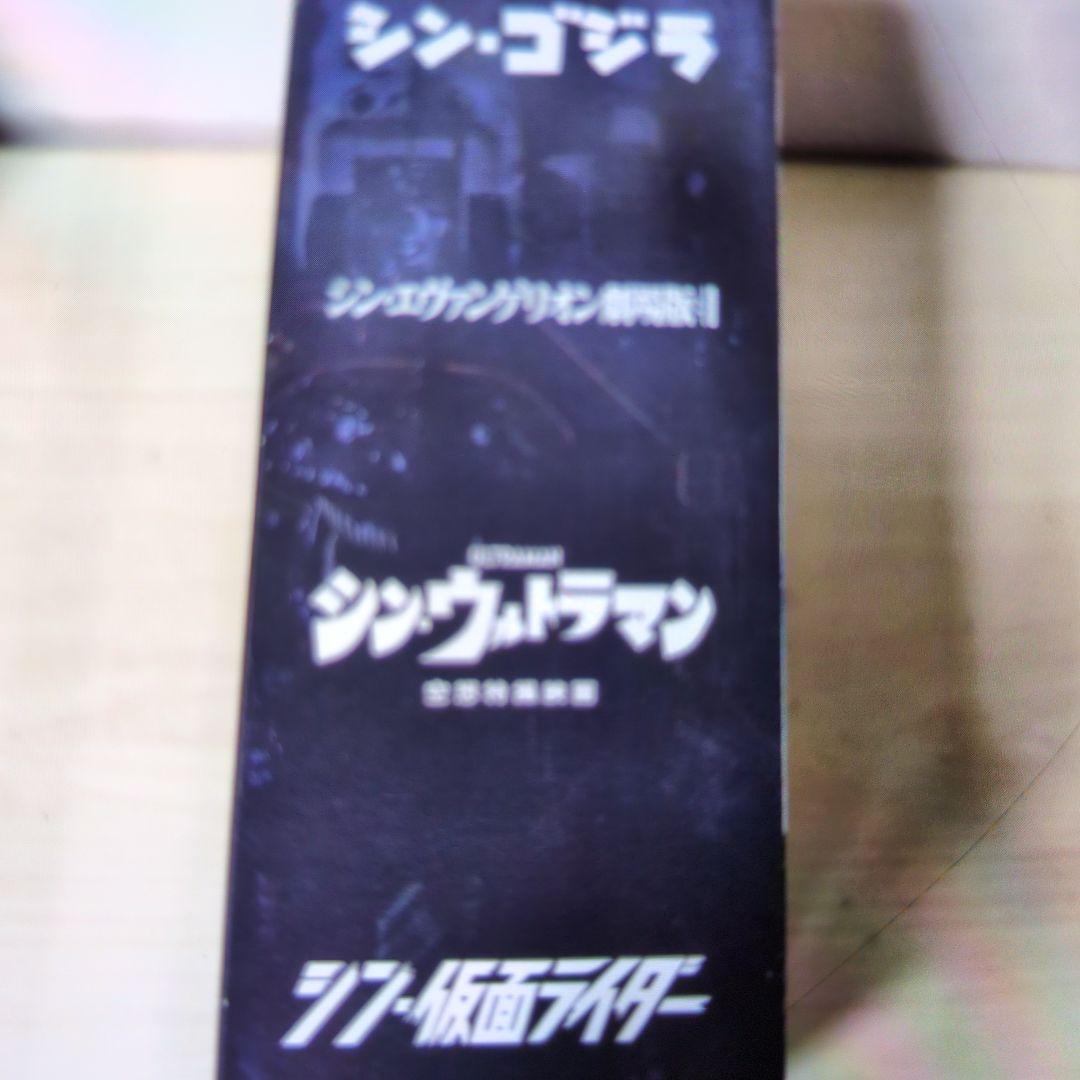 シン・ゴジラ
シン・エヴァンゲリオン劇場版:||
シン・ウルトラマン
空想特撮映画
シン・仮面ライダー